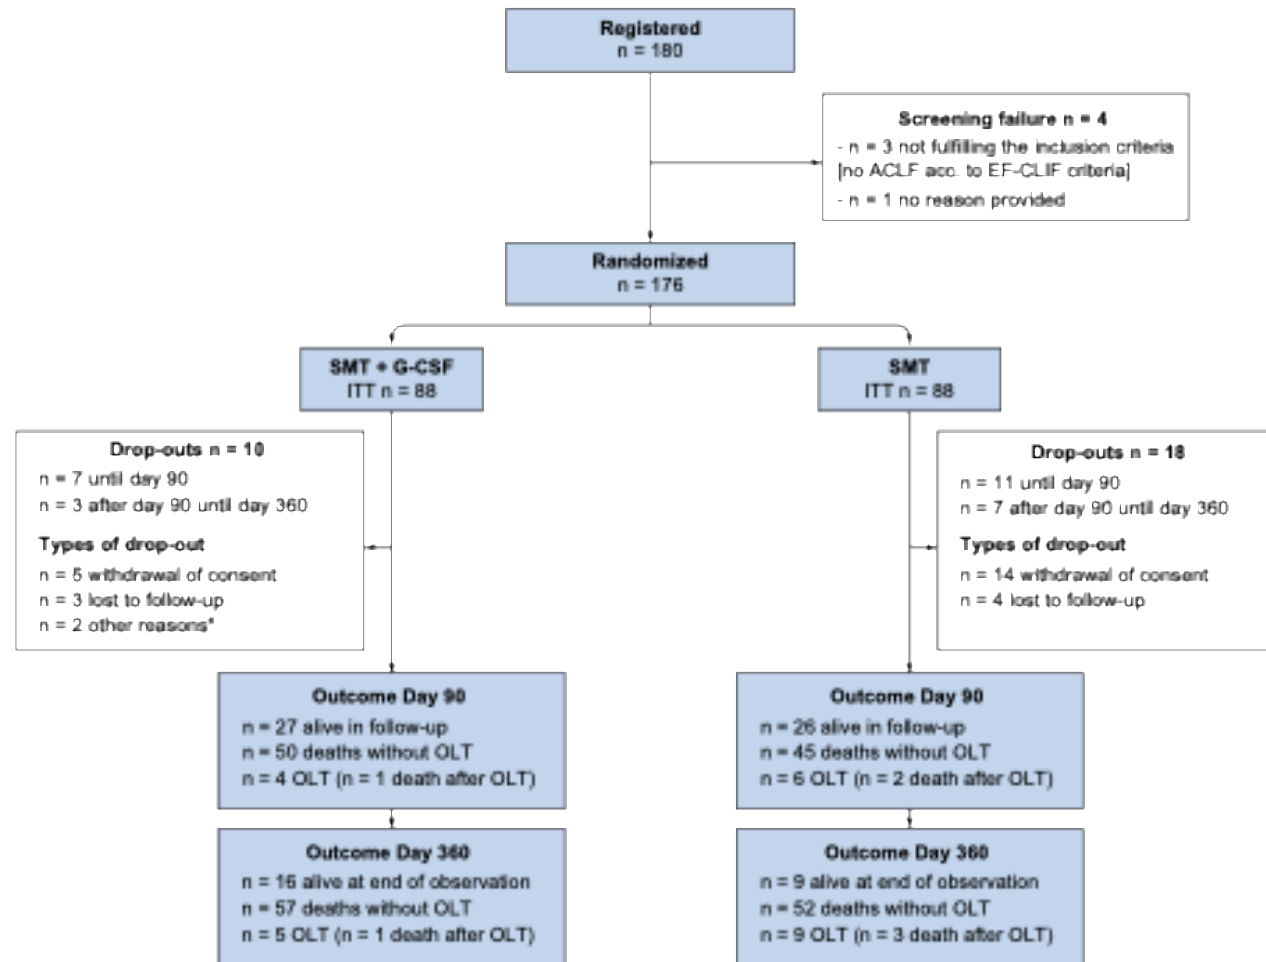 Registered
n = 180
Screening failure n = 4
- n = 3 not fulfilling the inclusion criteria
[no ACLF acc. to EF-CLIF criteria]
- n = 1 no reason provided
Randomized
n = 176
SMT + G-CSF
ITT n = 88
SMT
ITT n = 88
Drop-outs n = 10
n = 7 until day 90
n = 3 after day 90 until day 360
Types of drop-out
n = 5 withdrawal of consent
n = 3 lost to follow-up
n = 2 other reasons*
Drop-outs n = 18
n = 11 until day 90
n = 7 after day 90 until day 360
Types of drop-out
n = 14 withdrawal of consent
n = 4 lost to follow-up
Outcome Day 90
n = 27 alive in follow-up
n = 50 deaths without OLT
n = 4 OLT (n = 1 death after OLT)
Outcome Day 90
n = 26 alive in follow-up
n = 45 deaths without OLT
n = 6 OLT (n = 2 death after OLT)
Outcome Day 360
n = 16 alive at end of observation
n = 57 deaths without OLT
n = 5 OLT (n = 1 death after OLT)
Outcome Day 360
n = 9 alive at end of observation
n = 52 deaths without OLT
n = 9 OLT (n = 3 death after OLT)